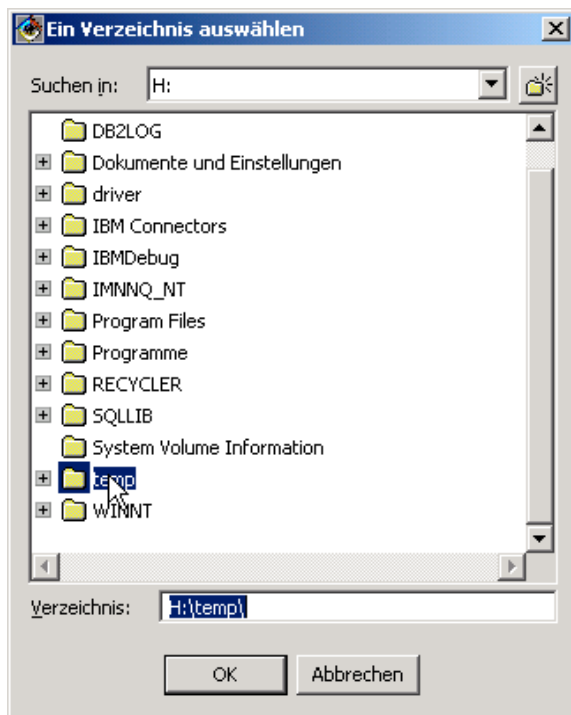 Ein Verzeichnis auswählen
Suchen in: H:
DB2LOG
Dokumente und Einstellungen
driver
IBM Connectors
IBMDebug
IMNNQ_NT
Program Files
Programme
RECYCLER
SQLLIB
System Volume Information
temp
WINNT
Verzeichnis: H:\temp\
OK Abbrechen